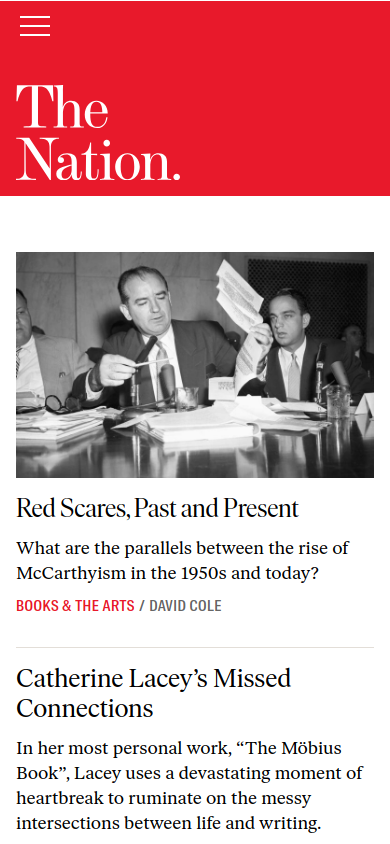 The
Nation.
Red Scares, Past and Present
What are the parallels between the rise of
McCarthyism in the 1950s and today?
BOOKS & THE ARTS / DAVID COLE
Catherine Lacey’s Missed
Connections
In her most personal work, “The Möbius
Book”, Lacey uses a devastating moment of
heartbreak to ruminate on the messy
intersections between life and writing.